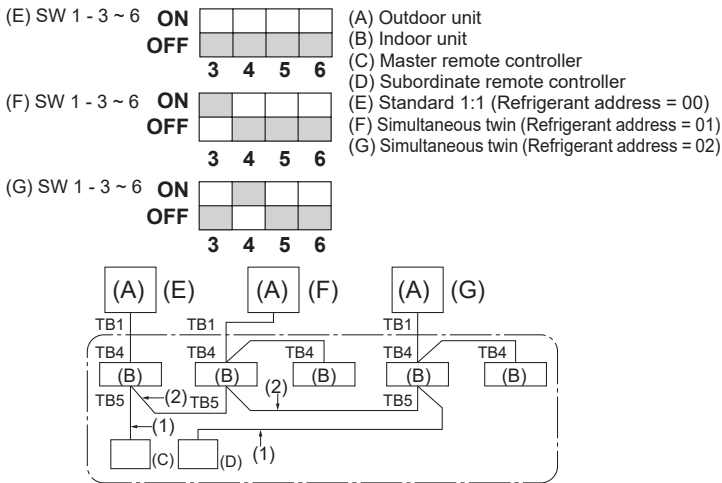 (E) SW 1 - 3 ~ 6 ON
OFF
3 4 5 6
(F) SW 1 - 3 ~ 6 ON
OFF
3 4 5 6
(G) SW 1 - 3 ~ 6 ON
OFF
3 4 5 6
(A) Outdoor unit
(B) Indoor unit
(C) Master remote controller
(D) Subordinate remote controller
(E) Standard 1:1 (Refrigerant address = 00)
(F) Simultaneous twin (Refrigerant address = 01)
(G) Simultaneous twin (Refrigerant address = 02)
(A) (E) (A) (F) (A) (G)
TB1 TB1 TB1
TB4 TB4 TB4 TB4 TB4
(B) (B) (B) (B) (B)
TB5 (2) TB5 (2) TB5
(1) (1)
(C) (D)